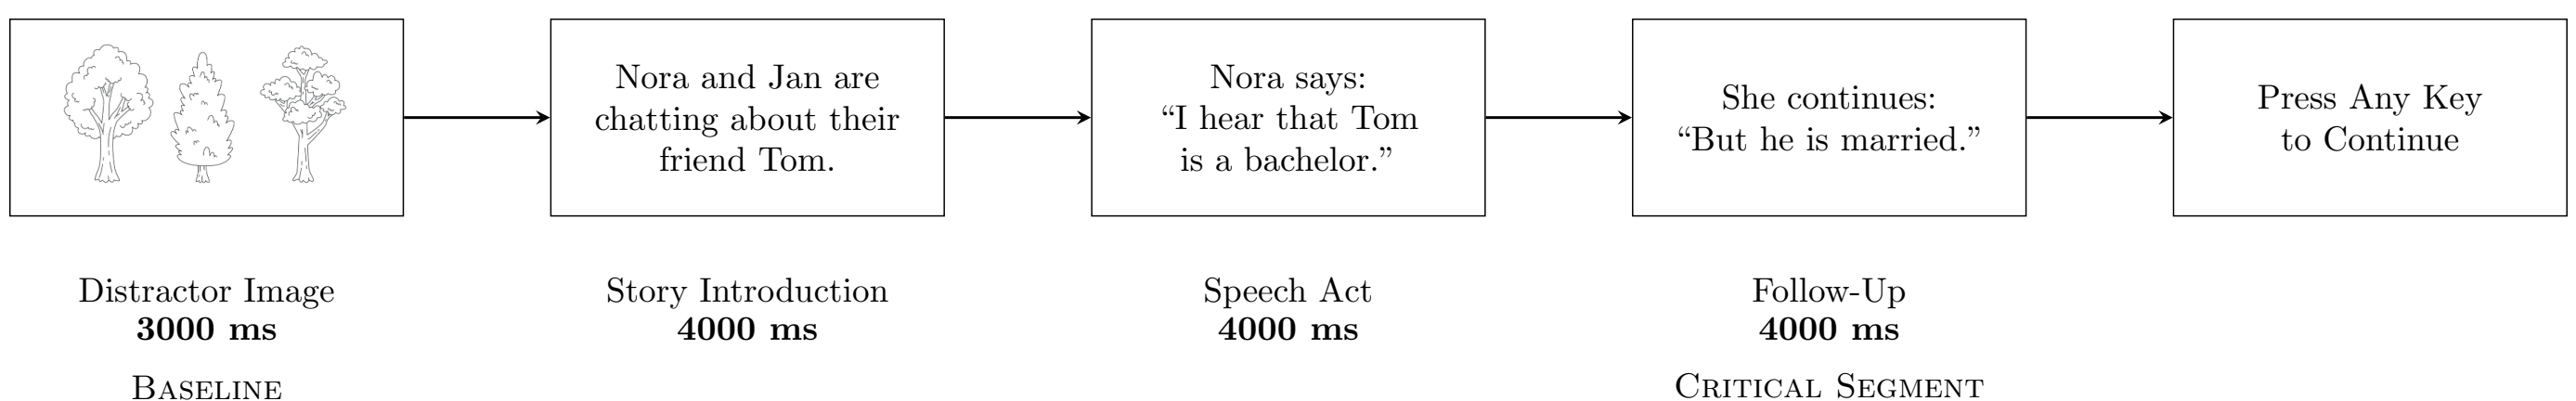 Nora and Jan are
chatting about their
friend Tom.
Nora says:
“I hear that Tom
is a bachelor.”
She continues:
“But he is married.”
Press Any Key
to Continue
Distractor Image
3000 ms
BASELINE
Story Introduction
4000 ms
Speech Act
4000 ms
Follow-Up
4000 ms
CRITICAL SEGMENT